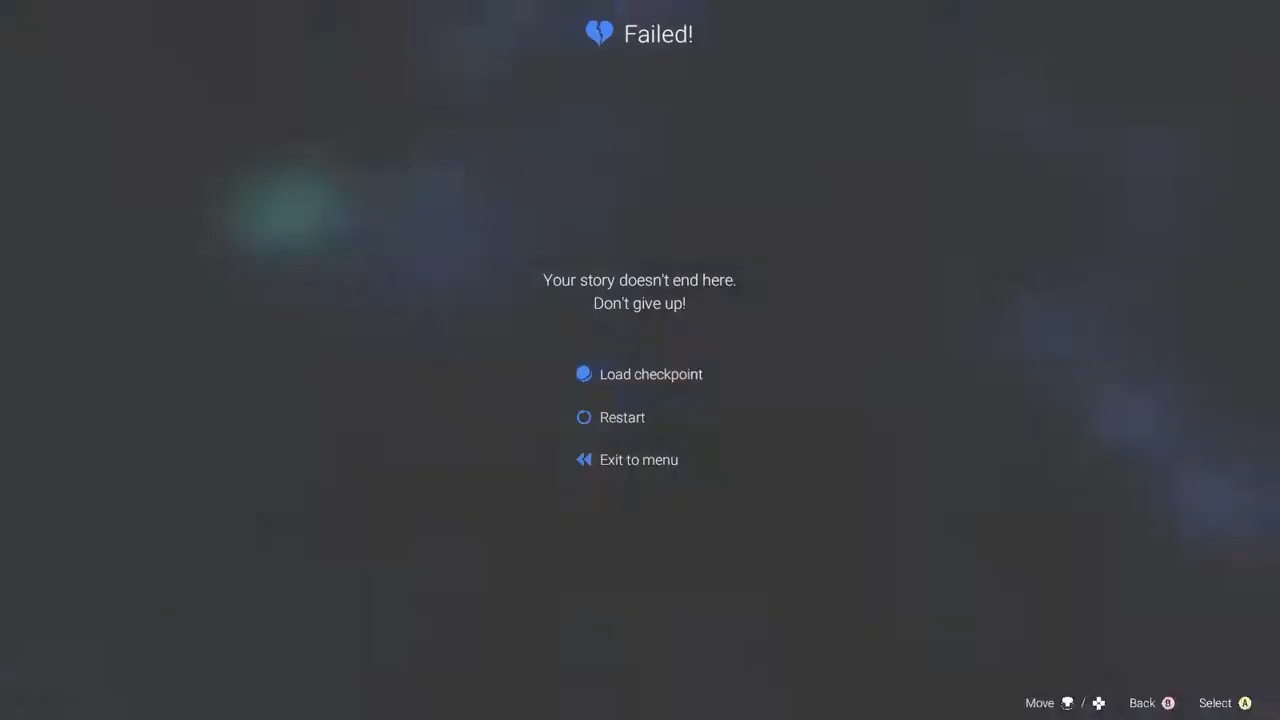 Failed!
Your story doesn't end here.
Don't give up!
Load checkpoint
Restart
Exit to menu
Move / Back B Select A